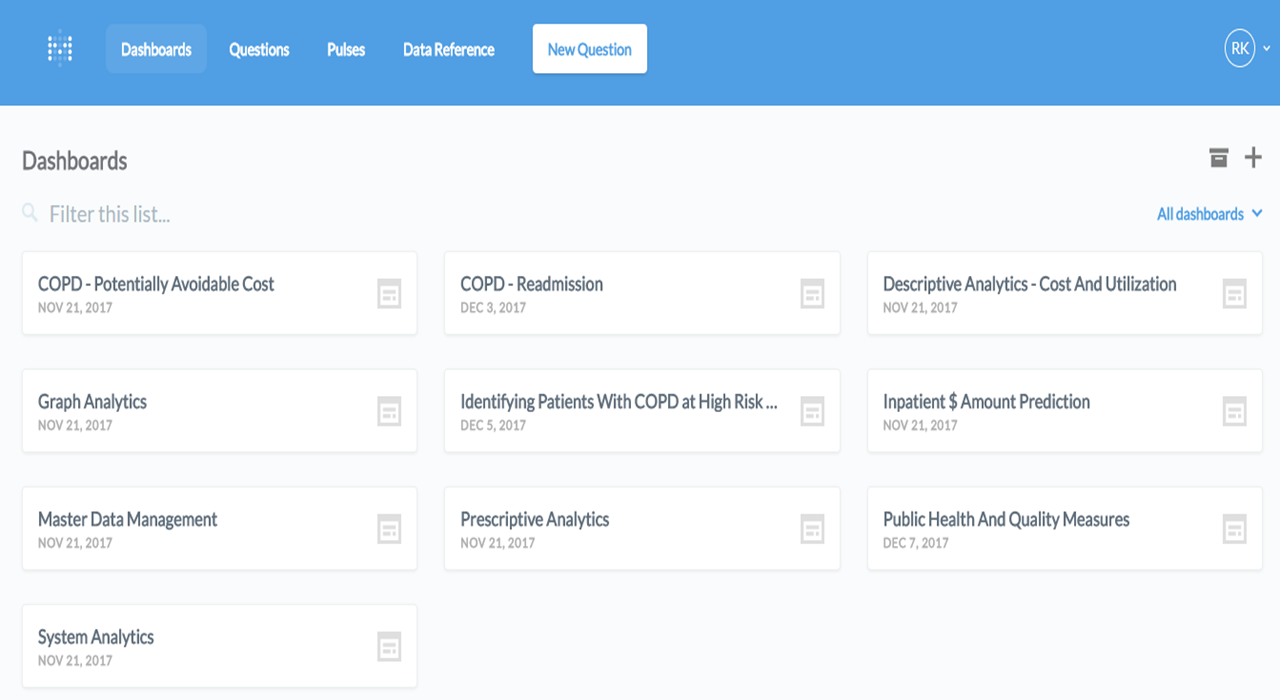 Dashboards Questions Pulses Data Reference New Question RK
Dashboards
Filter this list...
All dashboards
COPD - Potentially Avoidable Cost
NOV 21, 2017
COPD - Readmission
DEC 3, 2017
Descriptive Analytics - Cost And Utilization
NOV 21, 2017
Graph Analytics
NOV 21, 2017
Identifying Patients With COPD at High Risk ...
DEC 5, 2017
Inpatient $ Amount Prediction
NOV 21, 2017
Master Data Management
NOV 21, 2017
Prescriptive Analytics
NOV 21, 2017
Public Health And Quality Measures
DEC 7, 2017
System Analytics
NOV 21, 2017